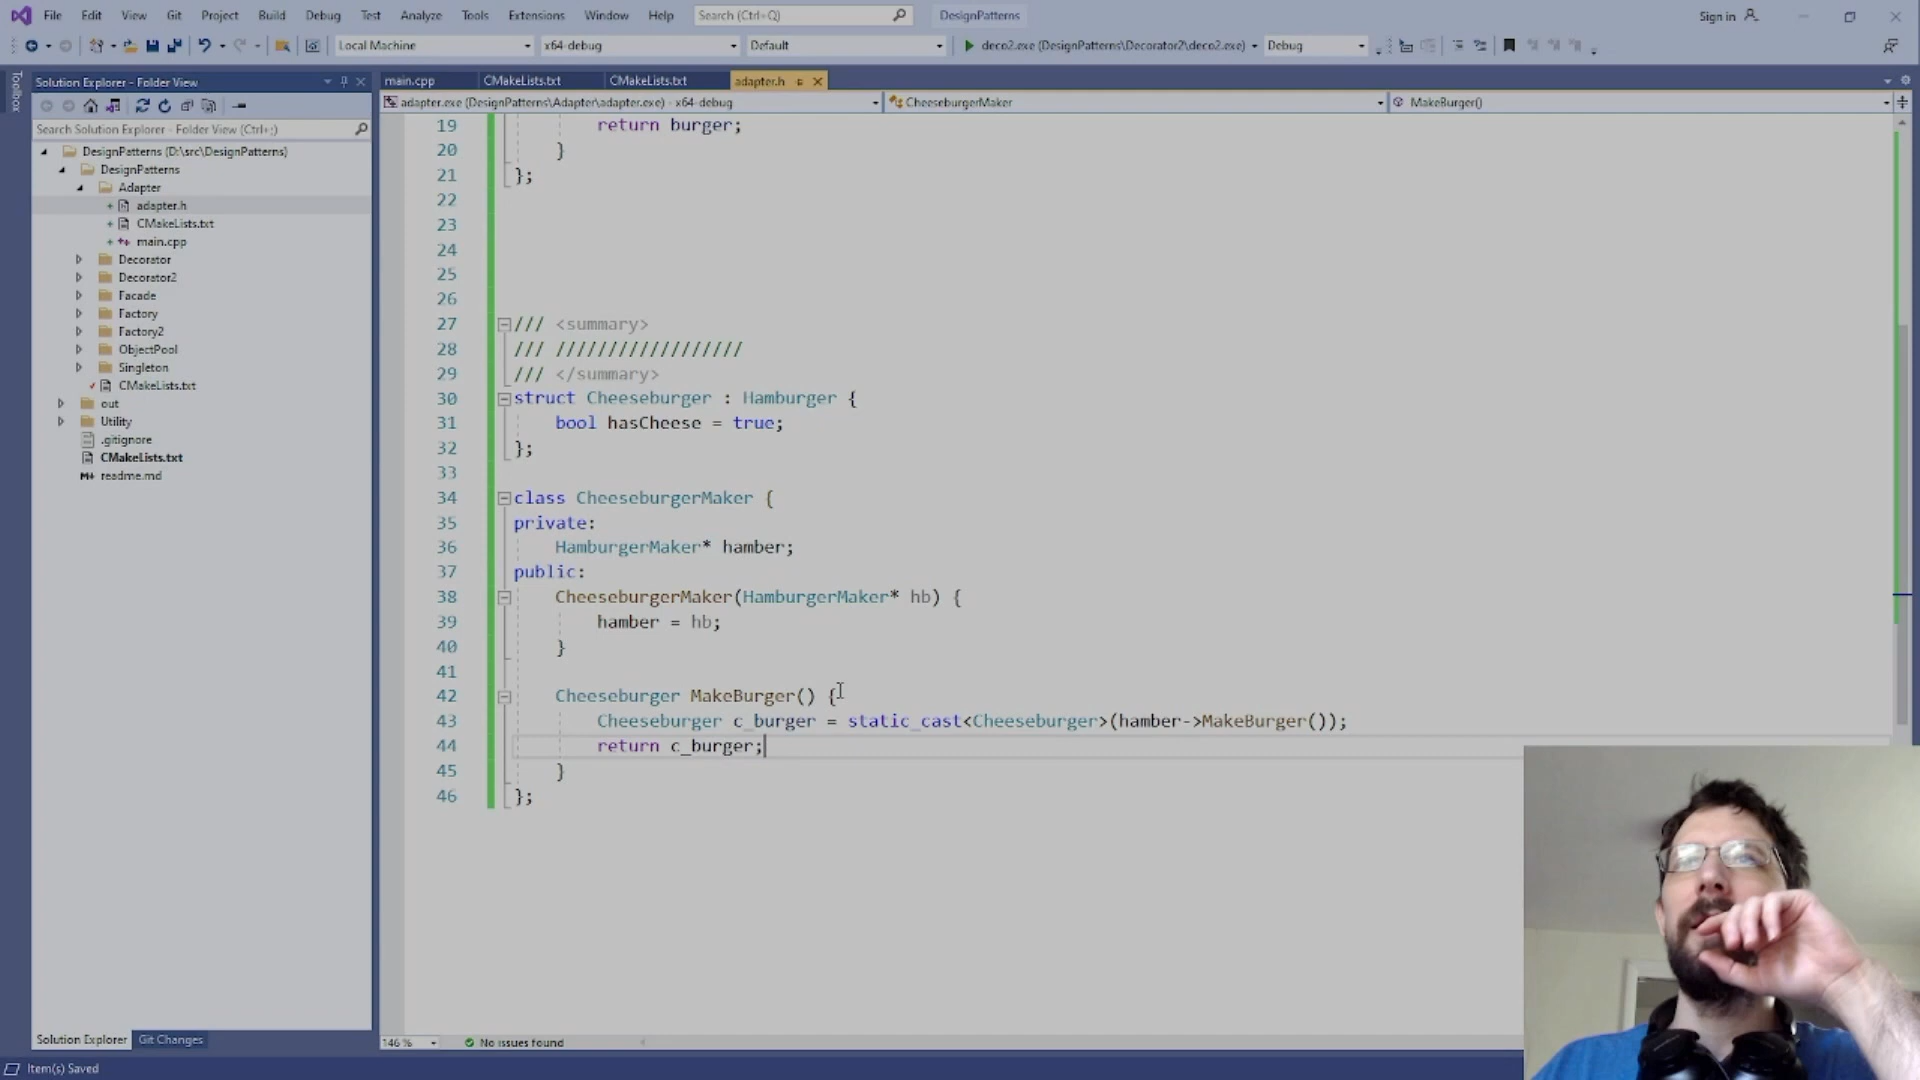 File Edit View Git Project Build Debug Test Analyze Tools Extensions Window Help Search (Ctrl+Q) DesignPatterns Sign in
Local Machine x64-debug Default deco2.exe (DesignPatterns\Decorator2\deco2.exe) Debug
Toolbox
Solution Explorer - Folder View
Search Solution Explorer - Folder View (Ctrl+;)
DesignPatterns (D:\src\DesignPatterns)
DesignPatterns
Adapter
adapter.h
CMakeLists.txt
main.cpp
Decorator
Decorator2
Facade
Factory
Factory2
ObjectPool
Singleton
CMakeLists.txt
out
Utility
.gitignore
CMakeLists.txt
readme.md
Solution Explorer Git Changes
main.cpp CMakeLists.txt CMakeLists.txt adapter.h
adapter.exe (DesignPatterns\Adapter\adapter.exe) - x64-debug CheeseburgerMaker MakeBurger()
19 return burger;
20 }
21 };
22
23
24
25
26
27 /// <summary>
28 /// //////////////////
29 /// </summary>
30 struct Cheeseburger : Hamburger {
31 bool hasCheese = true;
32 };
33
34 class CheeseburgerMaker {
35 private:
36 HamburgerMaker* hamber;
37 public:
38 CheeseburgerMaker(HamburgerMaker* hb) {
39 hamber = hb;
40 }
41
42 Cheeseburger MakeBurger() {
43 Cheeseburger c_burger = static_cast<Cheeseburger>(hamber->MakeBurger());
44 return c_burger;
45 }
46 };
146 % No issues found
Item(s) Saved